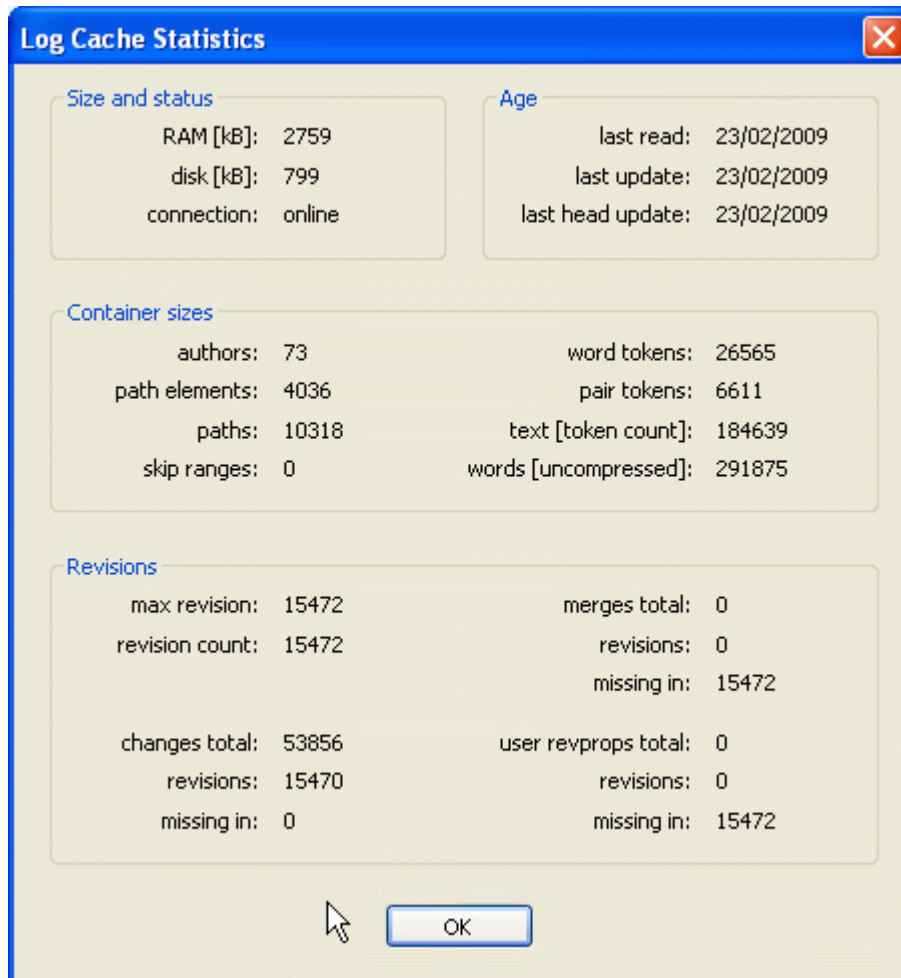 Log Cache Statistics
Size and status
RAM [kB]: 2759
disk [kB]: 799
connection: online
Age
last read: 23/02/2009
last update: 23/02/2009
last head update: 23/02/2009
Container sizes
authors: 73
path elements: 4036
paths: 10318
skip ranges: 0
word tokens: 26565
pair tokens: 6611
text [token count]: 184639
words [uncompressed]: 291875
Revisions
max revision: 15472
revision count: 15472
merges total: 0
revisions: 0
missing in: 15472
changes total: 53856
revisions: 15470
missing in: 0
user revprops total: 0
revisions: 0
missing in: 15472
OK